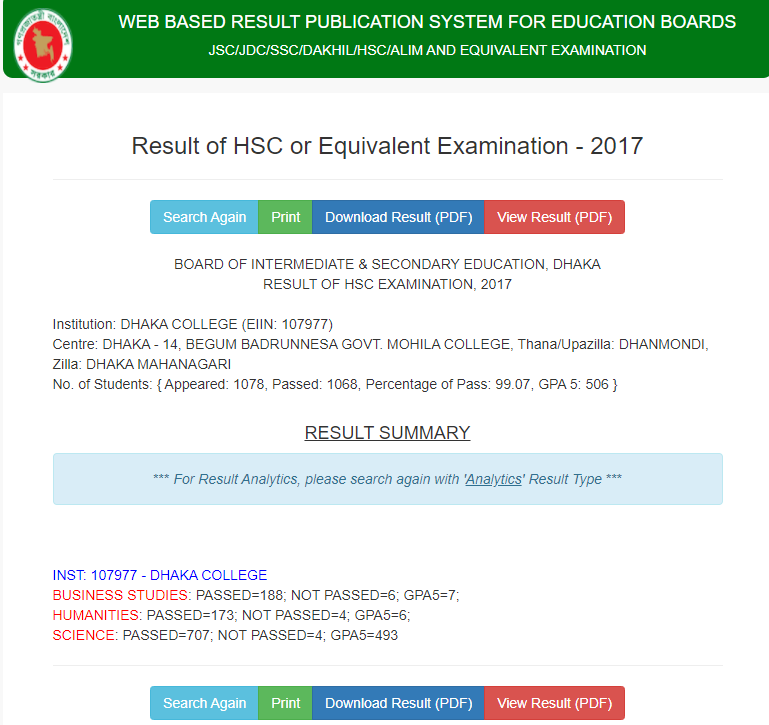 WEB BASED RESULT PUBLICATION SYSTEM FOR EDUCATION BOARDS
JSC/JDC/SSC/DAKHIL/HSC/ALIM AND EQUIVALENT EXAMINATION
Result of HSC or Equivalent Examination - 2017
Search Again Print Download Result (PDF) View Result (PDF)
BOARD OF INTERMEDIATE & SECONDARY EDUCATION, DHAKA
RESULT OF HSC EXAMINATION, 2017
Institution: DHAKA COLLEGE (EIIN: 107977)
Centre: DHAKA - 14, BEGUM BADRUNNESA GOVT. MOHILA COLLEGE, Thana/Upazilla: DHANMONDI,
Zilla: DHAKA MAHANAGARI
No. of Students: { Appeared: 1078, Passed: 1068, Percentage of Pass: 99.07, GPA 5: 506 }
RESULT SUMMARY
*** For Result Analytics, please search again with 'Analytics' Result Type ***
INST: 107977 - DHAKA COLLEGE
BUSINESS STUDIES: PASSED=188; NOT PASSED=6; GPA5=7;
HUMANITIES: PASSED=173; NOT PASSED=4; GPA5=6;
SCIENCE: PASSED=707; NOT PASSED=4; GPA5=493
Search Again Print Download Result (PDF) View Result (PDF)